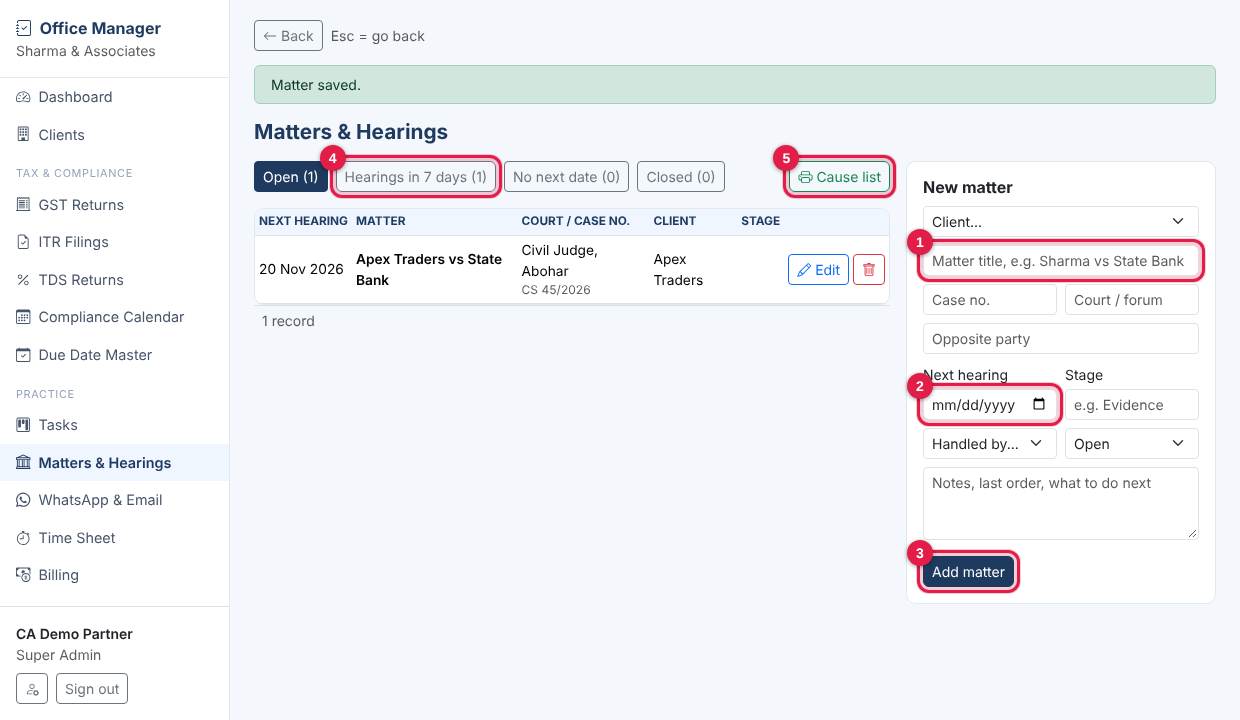 Office Manager
Sharma & Associates
Dashboard
Clients
TAX & COMPLIANCE
GST Returns
ITR Filings
TDS Returns
Compliance Calendar
Due Date Master
PRACTICE
Tasks
Matters & Hearings
WhatsApp & Email
Time Sheet
Billing
CA Demo Partner
Super Admin
Sign out
← Back Esc = go back
Matter saved.
Matters & Hearings
4 5
Open (1) Hearings in 7 days (1) No next date (0) Closed (0) Cause list
NEXT HEARING MATTER COURT / CASE NO. CLIENT STAGE
20 Nov 2026 Apex Traders vs State Bank Civil Judge, Abohar CS 45/2026 Apex Traders Edit
1 record
New matter
Client...
1
Matter title, e.g. Sharma vs State Bank
Case no. Court / forum
Opposite party
Next hearing Stage
2
mm/dd/yyyy e.g. Evidence
Handled by... Open
Notes, last order, what to do next
3
Add matter